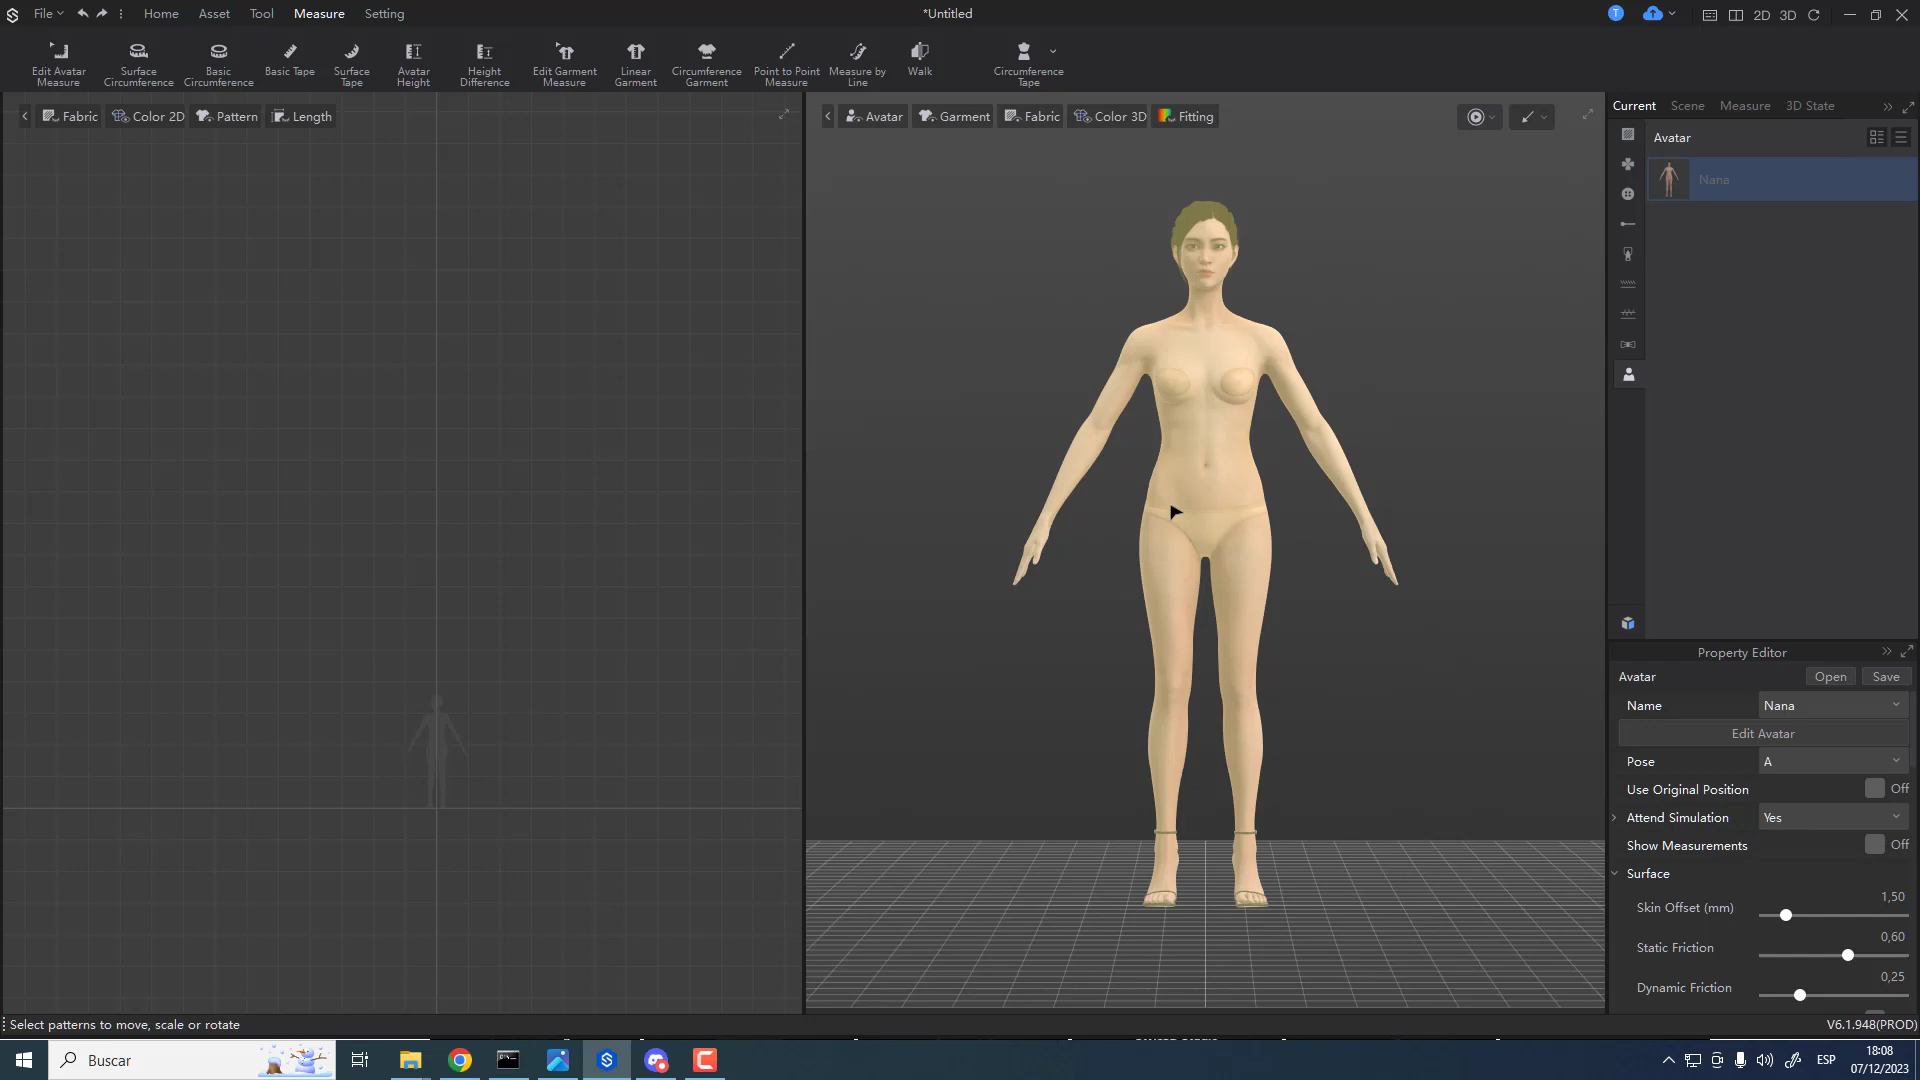 File
Home
Asset
Tool
Measure
Setting
*Untitled
T
2D
3D
Edit Avatar
Measure
Surface
Circumference
Basic
Circumference
Basic Tape
Surface
Tape
Avatar
Height
Height
Difference
Edit Garment
Measure
Linear
Garment
Circumference
Garment
Point to Point
Measure
Measure by
Line
Walk
Circumference
Tape
Fabric
Color 2D
Pattern
Length
Avatar
Garment
Fabric
Color 3D
Fitting
Current
Scene
Measure
3D State
Avatar
Nana
Property Editor
Avatar
Open
Save
Name
Nana
Edit Avatar
Pose
A
Use Original Position
Off
Attend Simulation
Yes
Show Measurements
Off
Surface
1,50
Skin Offset (mm)
0,60
Static Friction
0,25
Dynamic Friction
Select patterns to move, scale or rotate
V6.1.948(PROD)
Buscar
ESP
18:08
07/12/2023